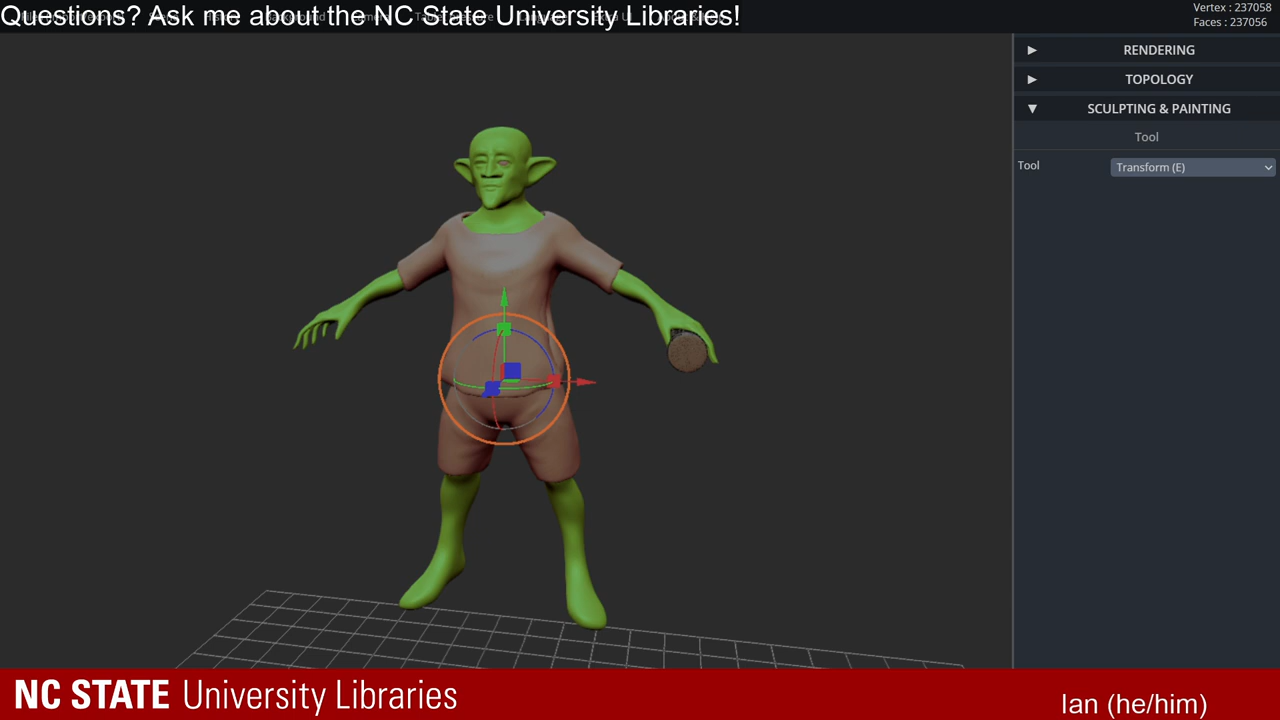 Questions? Ask me about the NC State University Libraries!
Vertex : 237058
Faces : 237056
RENDERING
TOPOLOGY
SCULPTING & PAINTING
Tool
Tool
Transform (E)
NC STATE University Libraries
Ian (he/him)